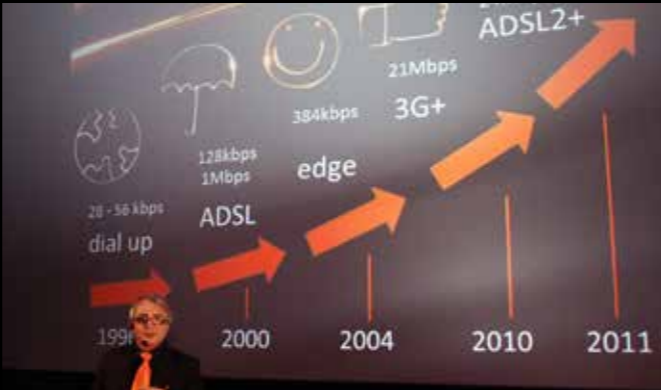 ADSL2+
21Mbps
3G+
384kbps
edge
128kbps
1Mbps
ADSL
28 - 56 kbps
dial up
2000
2004
2010
2011